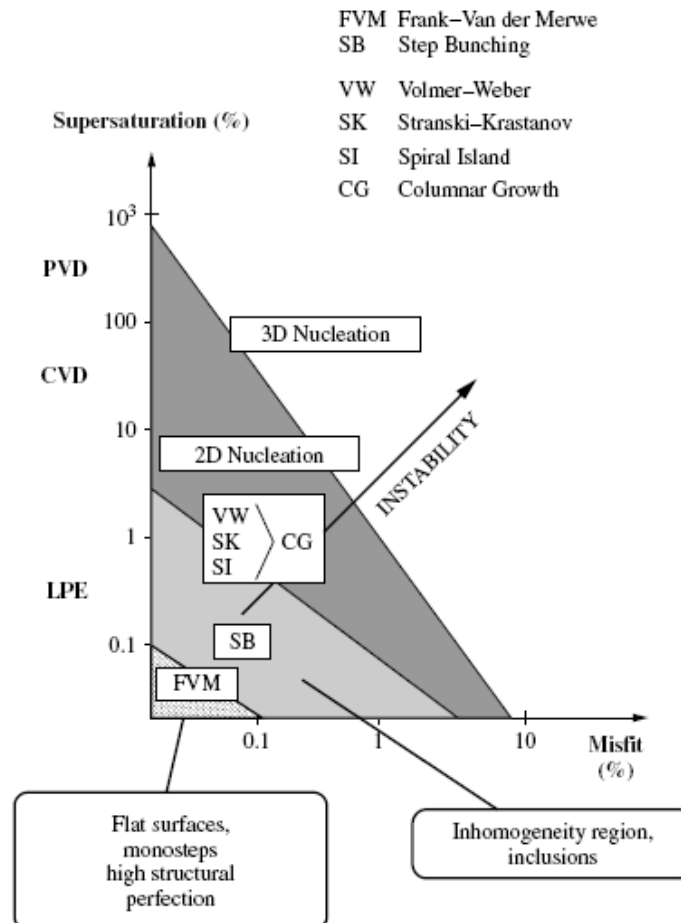 FVM Frank–Van der Merwe
SB Step Bunching
VW Volmer–Weber
SK Stranski–Krastanov
SI Spiral Island
CG Columnar Growth
Supersaturation (%)
10³
PVD
100
3D Nucleation
CVD
10
2D Nucleation
INSTABILITY
VW
SK
SI
CG
1
LPE
0.1
SB
FVM
0.1
1
10
Misfit
(%)
Flat surfaces,
monosteps
high structural
perfection
Inhomogeneity region,
inclusions